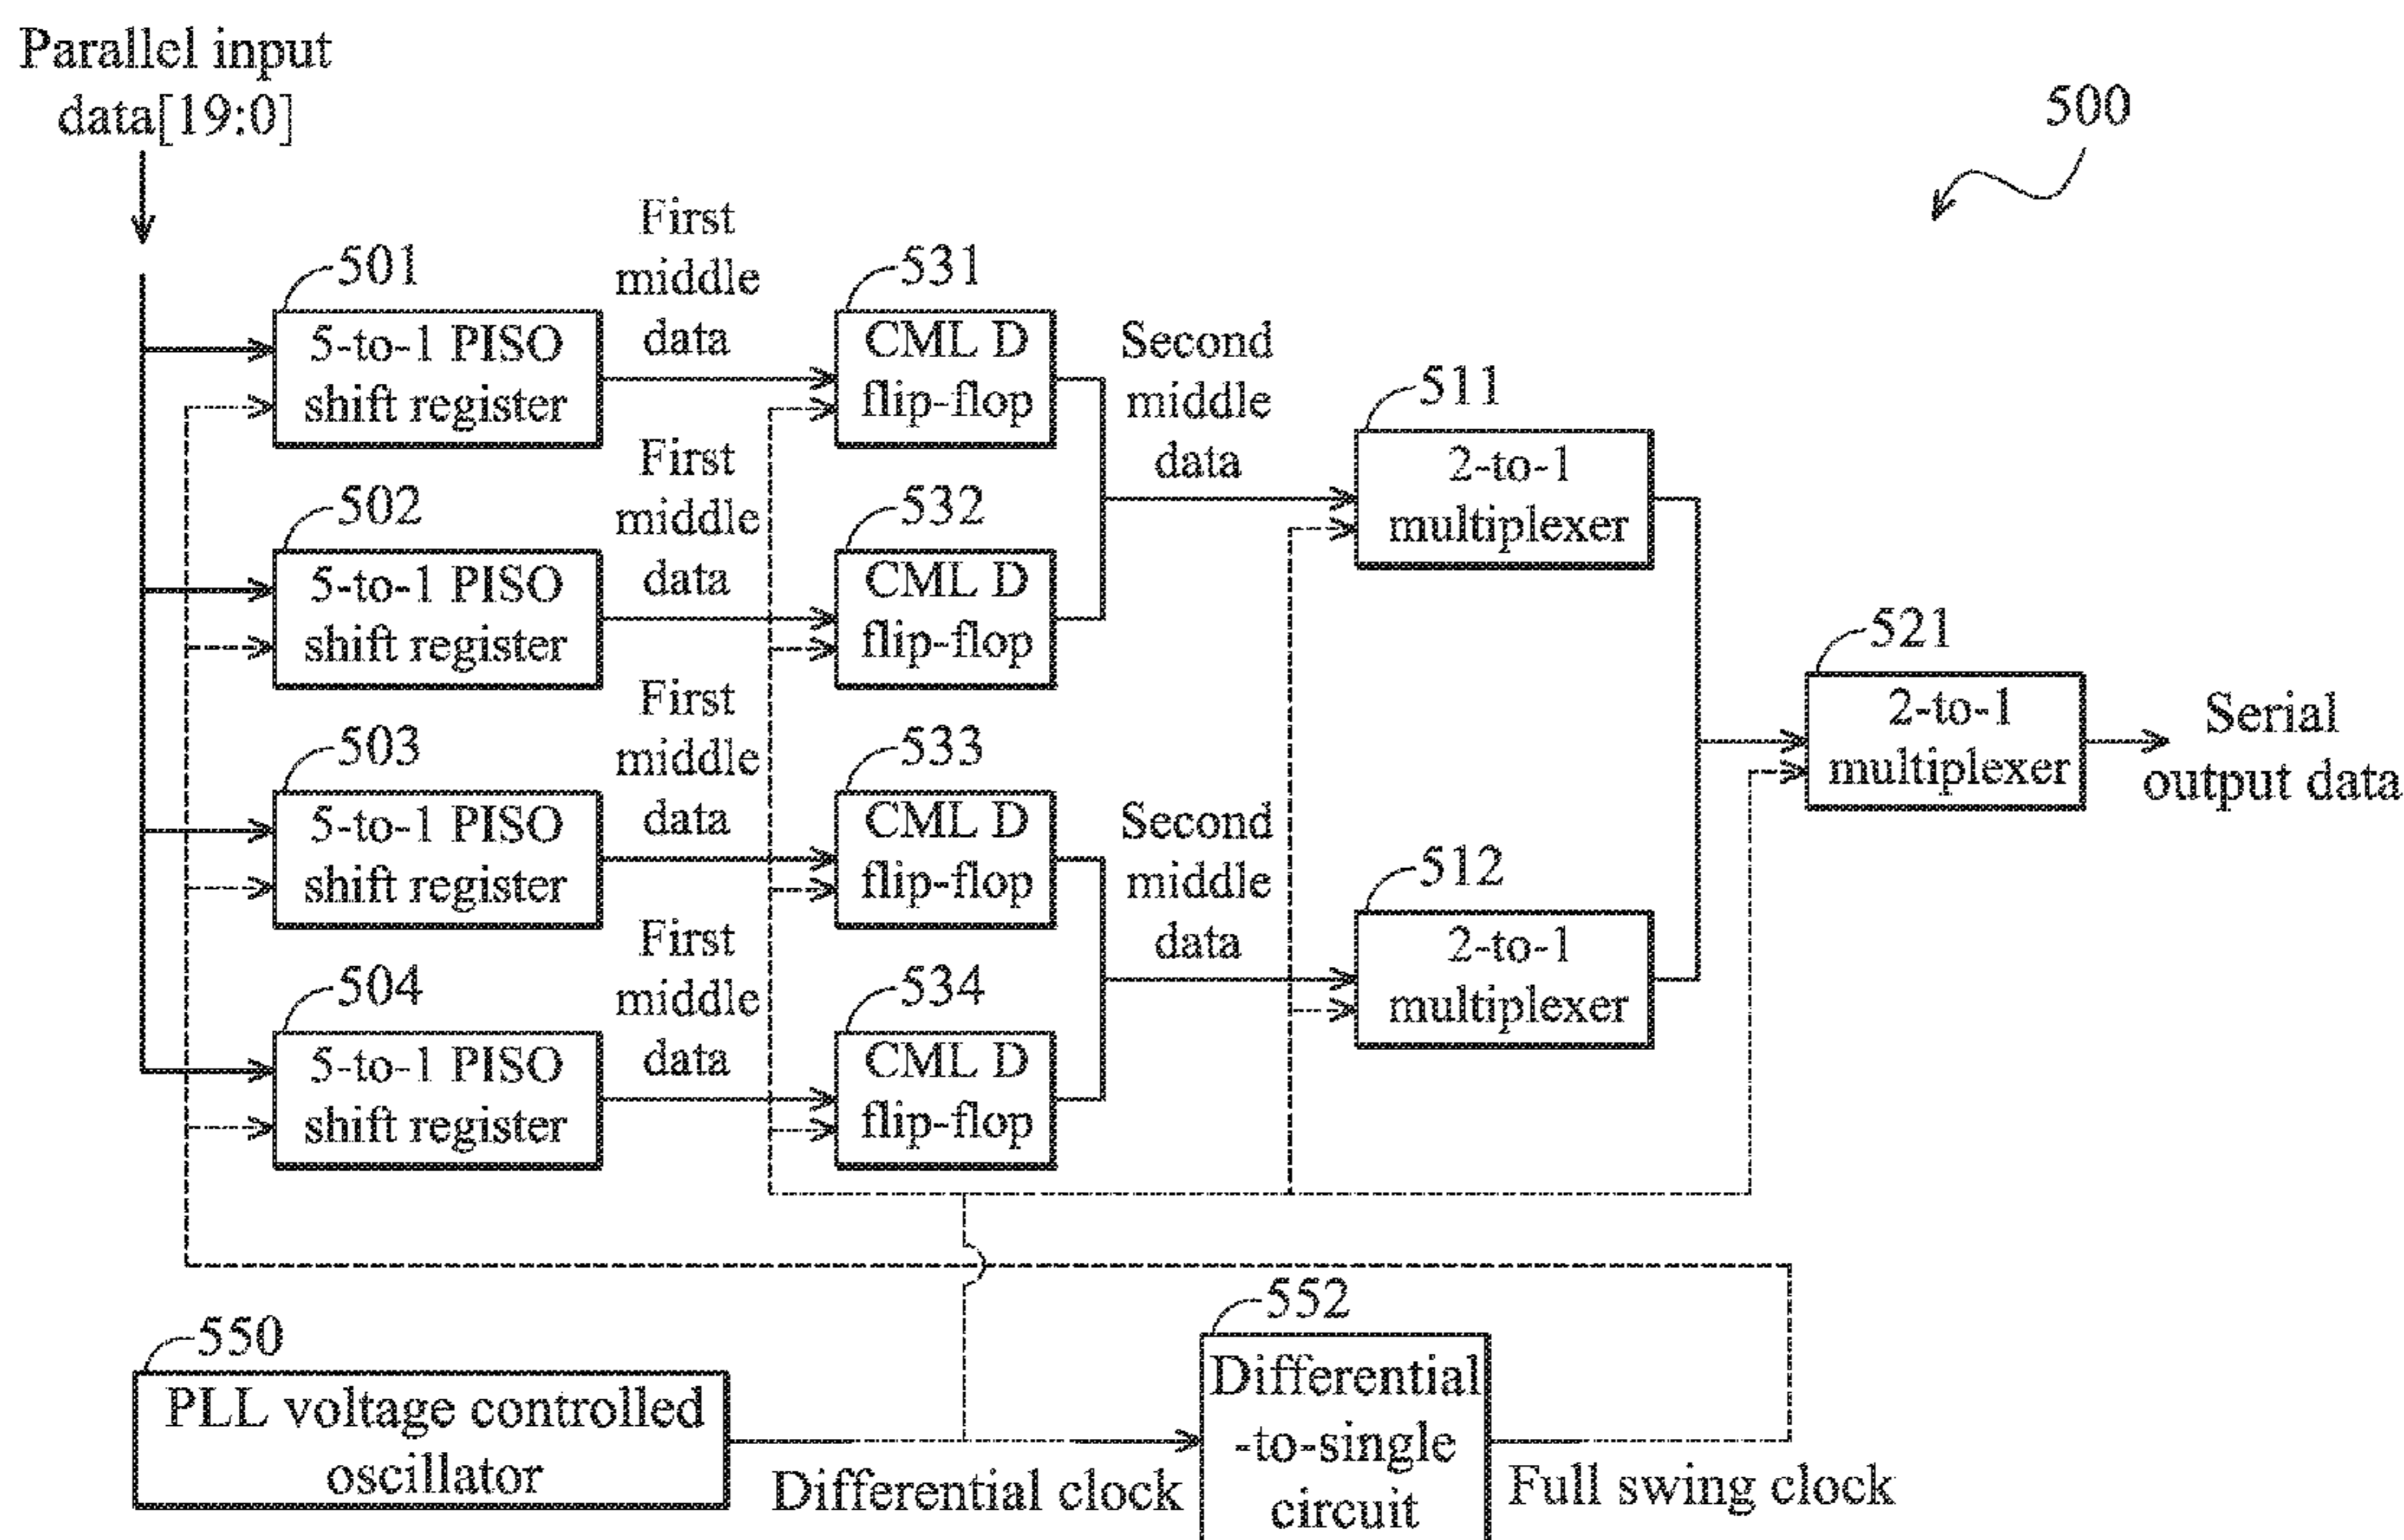 Parallel input
data[19:0]
500
501
5-to-1 PISO
shift register
First
middle
data
531
CML D
flip-flop
Second
middle
data
511
2-to-1
multiplexer
502
5-to-1 PISO
shift register
First
middle
data
532
CML D
flip-flop
521
2-to-1
multiplexer
Serial
output data
503
5-to-1 PISO
shift register
First
middle
data
533
CML D
flip-flop
Second
middle
data
512
2-to-1
multiplexer
504
5-to-1 PISO
shift register
First
middle
data
534
CML D
flip-flop
550
PLL voltage controlled
oscillator
Differential clock
552
Differential
-to-single
circuit
Full swing clock